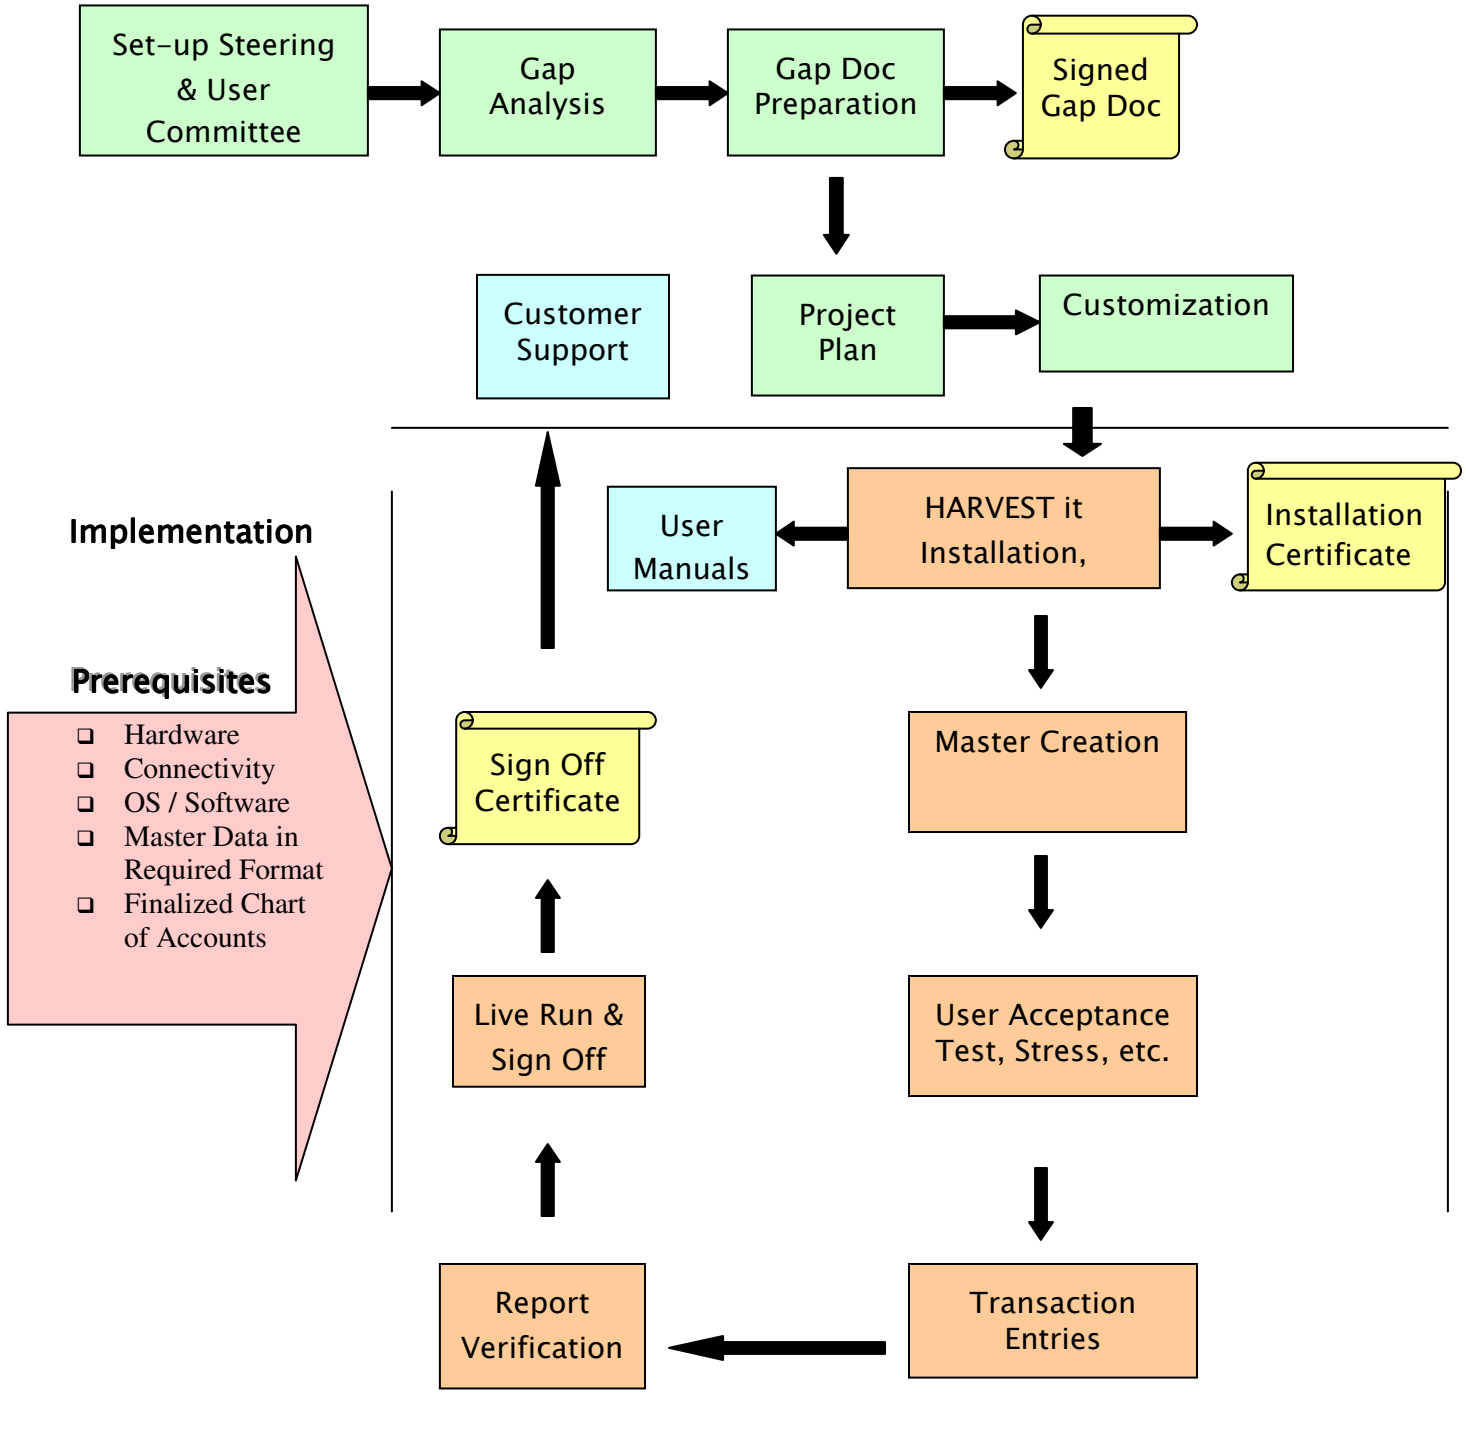 Set-up Steering
& User
Committee
Gap
Analysis
Gap Doc
Preparation
Signed
Gap Doc
Customer
Support
Project
Plan
Customization
Implementation
User
Manuals
HARVEST it
Installation,
Installation
Certificate
Prerequisites
❑ Hardware
❑ Connectivity
❑ OS / Software
❑ Master Data in
Required Format
❑ Finalized Chart
of Accounts
Sign Off
Certificate
Master Creation
Live Run &
Sign Off
User Acceptance
Test, Stress, etc.
Report
Verification
Transaction
Entries